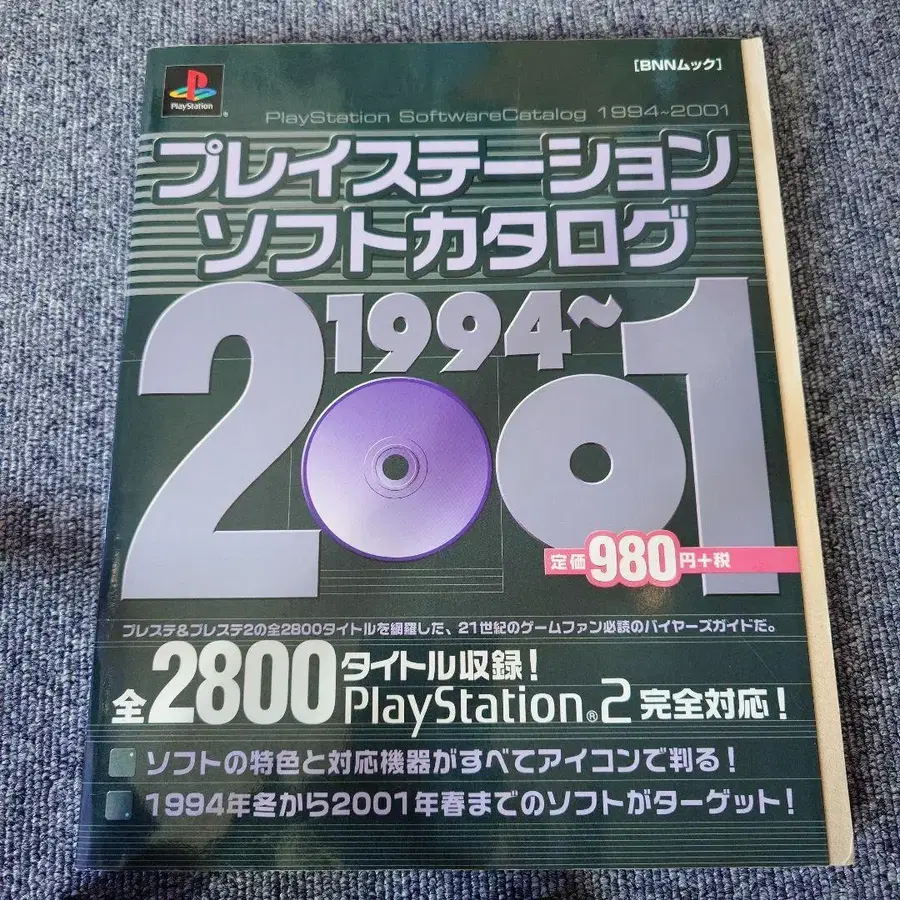 [BNNムック]
PlayStation
PlayStation SoftwareCatalog 1994~2001
プレイステーション
ソフトカタログ
1994~
2001
定価980円+税
プレステ&プレステ2の全2800タイトルを網羅した、21世紀のゲームファン必読のバイヤーズガイドだ。
全2800タイトル収録!
PlayStation®2完全対応!
ソフトの特色と対応機器がすべてアイコンで判る!
1994年冬から2001年春までのソフトがターゲット!